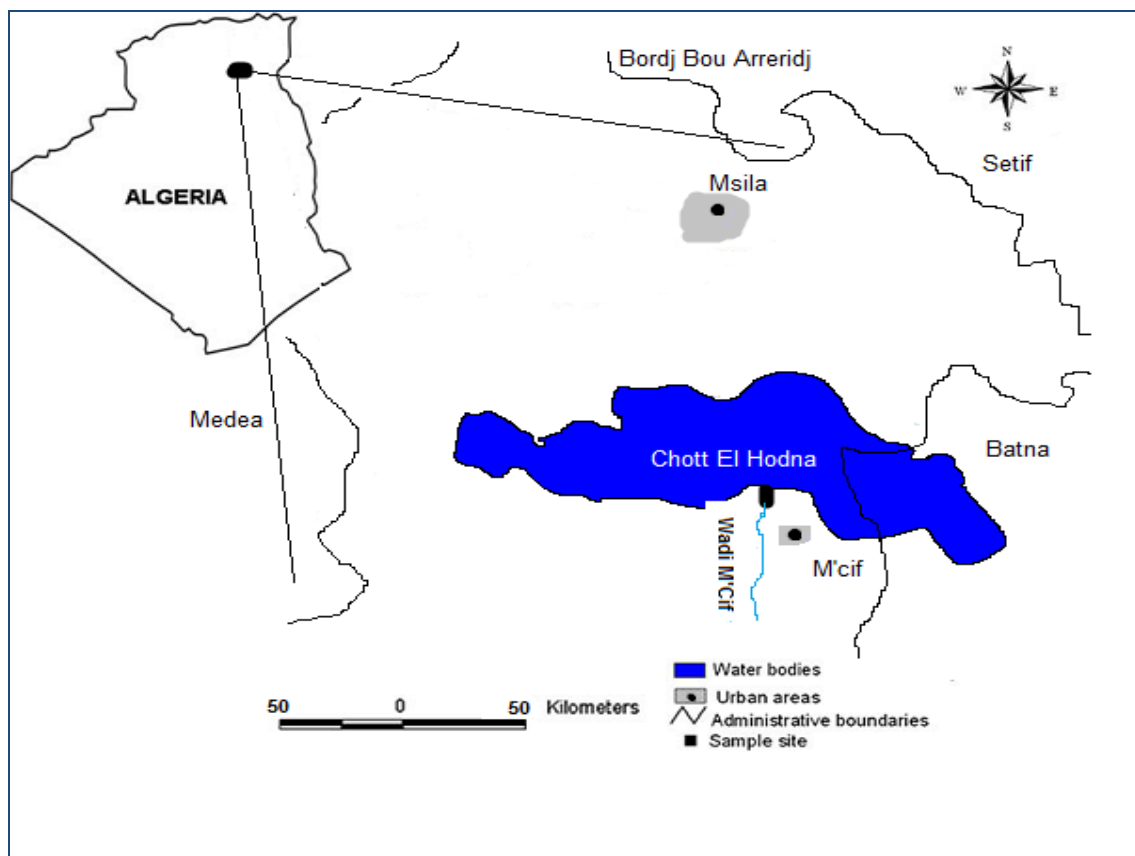 Bordj Bou Arreridj
N
W
E
S
Setif
Msila
ALGERIA
Medea
Chott El Hodna
Batna
Wadi M'Cif
M'cif
Water bodies
Urban areas
Administrative boundaries
Sample site
50 0 50 Kilometers